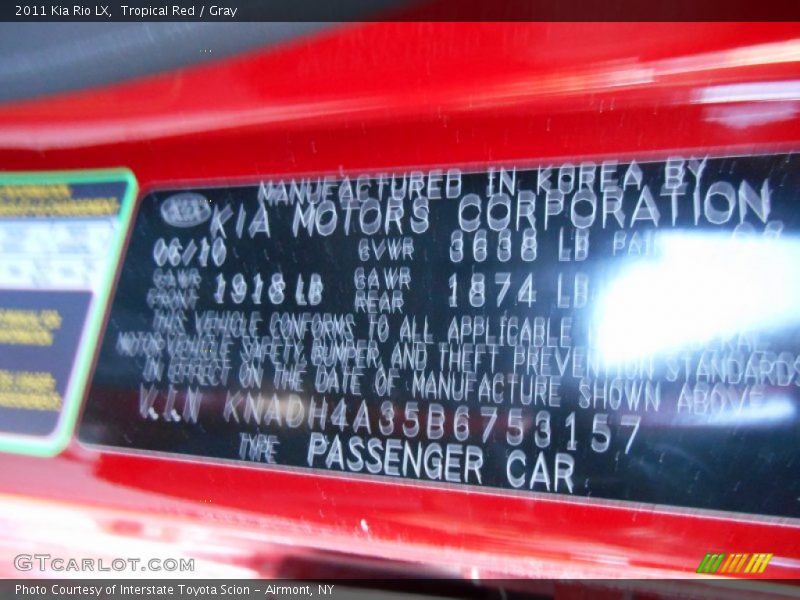 2011 Kia Rio LX, Tropical Red / Gray
MANUFACTURED IN KOREA BY
KIA
KIA MOTORS CORPORATION
06/10 GVWR 3638 LB
GAWR FRONT 1918 LB GAWR REAR 1874 LB
THIS VEHICLE CONFORMS TO ALL APPLICABLE
MOTOR VEHICLE SAFETY, BUMPER, AND THEFT PREVENTION STANDARDS
IN EFFECT ON THE DATE OF MANUFACTURE SHOWN ABOVE
V.I.N KNADH4A35B6753157
TYPE PASSENGER CAR
GTCARLOT.COM
Photo Courtesy of Interstate Toyota Scion – Airmont, NY